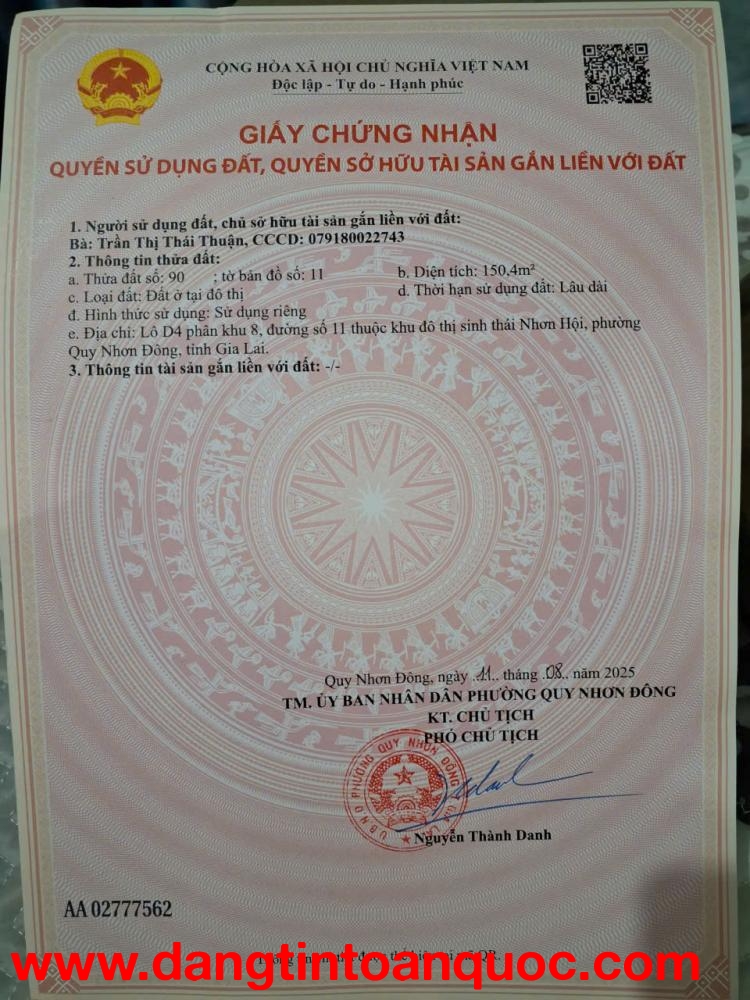 CỘNG HÒA XÃ HỘI CHỦ NGHĨA VIỆT NAM
Độc lập - Tự do - Hạnh phúc
GIẤY CHỨNG NHẬN
QUYỀN SỬ DỤNG ĐẤT, QUYỀN SỞ HỮU TÀI SẢN GẮN LIỀN VỚI ĐẤT
1. Người sử dụng đất, chủ sở hữu tài sản gắn liền với đất:
Bà: Trần Thị Thái Thuận, CCCD: 079180022743
2. Thông tin thửa đất:
a. Thửa đất số: 90 ; tờ bản đồ số: 11 b. Diện tích: 150,4m²
c. Loại đất: Đất ở tại đô thị d. Thời hạn sử dụng đất: Lâu dài
đ. Hình thức sử dụng: Sử dụng riêng
e. Địa chỉ: Lô D4 phân khu 8, đường số 11 thuộc khu đô thị sinh thái Nhơn Hội, phường
Quy Nhơn Đông, tỉnh Gia Lai.
3. Thông tin tài sản gắn liền với đất: -/-
Quy Nhơn Đông, ngày .11.. tháng .08.. năm 2025
TM. ỦY BAN NHÂN DÂN PHƯỜNG QUY NHƠN ĐÔNG
KT. CHỦ TỊCH
PHÓ CHỦ TỊCH
UBND PHƯỜNG QUY NHƠN ĐÔNG
Nguyễn Thành Danh
AA 02777562
www.dangtintoanquoc.com